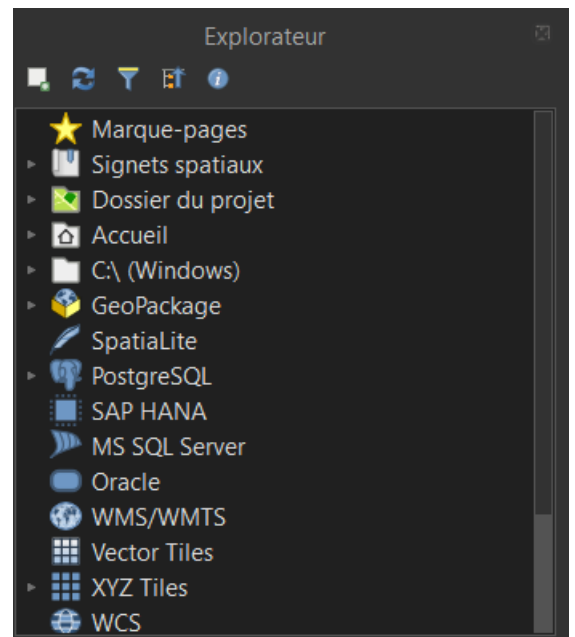 Explorateur
Marque-pages
Signets spatiaux
Dossier du projet
Accueil
C:\ (Windows)
GeoPackage
SpatiaLite
PostgreSQL
SAP HANA
MS SQL Server
Oracle
WMS/WMTS
Vector Tiles
XYZ Tiles
WCS